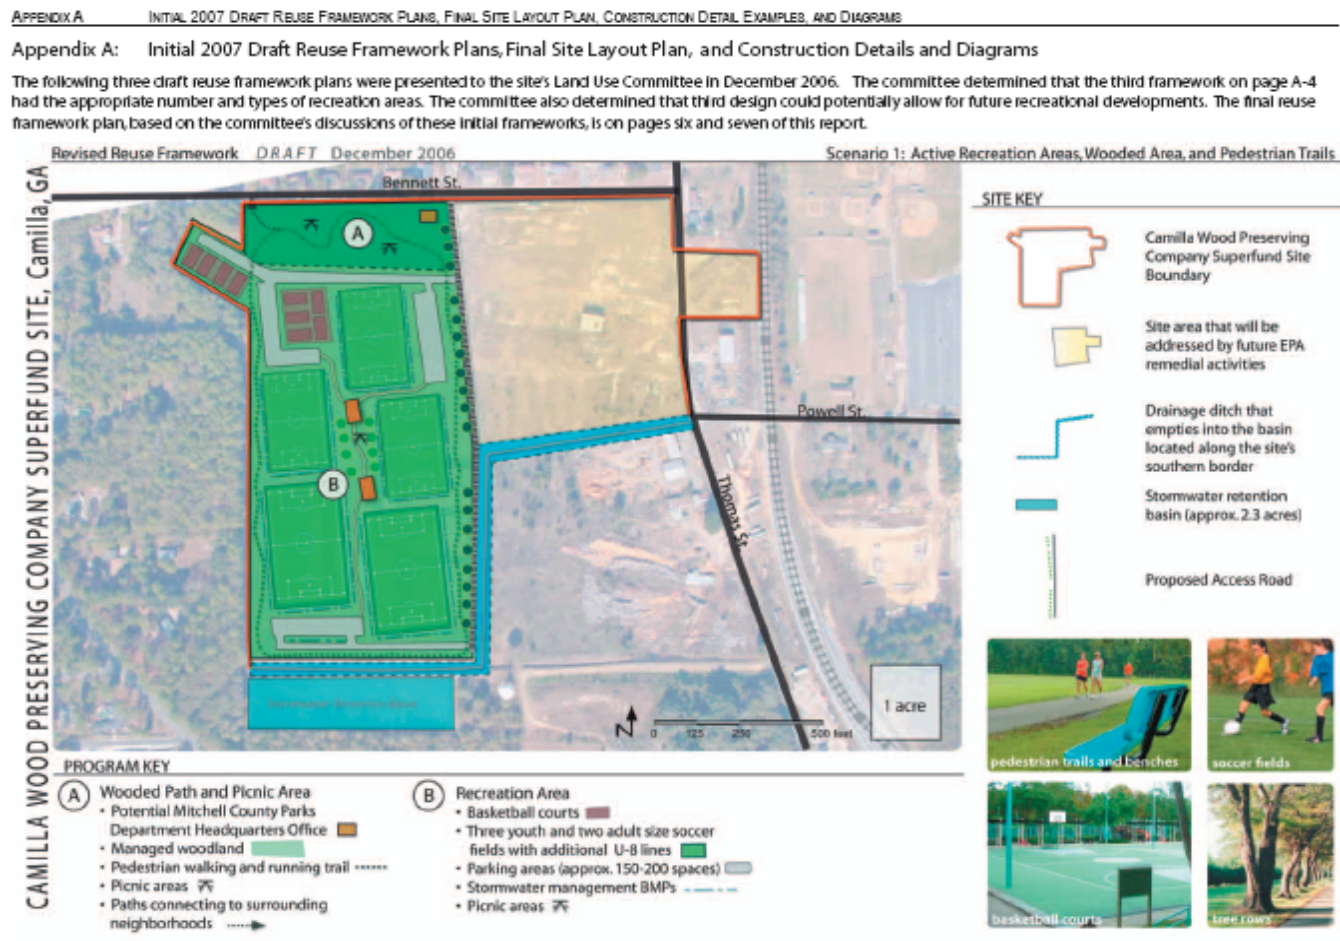 APPENDIX A INITIAL 2007 DRAFT REUSE FRAMEWORK PLANS, FINAL SITE LAYOUT PLAN, CONSTRUCTION DETAIL EXAMPLES, AND DIAGRAMS
Appendix A: Initial 2007 Draft Reuse Framework Plans, Final Site Layout Plan, and Construction Details and Diagrams
The following three draft reuse framework plans were presented to the site's Land Use Committee in December 2006. The committee determined that the third framework on page A-4
had the appropriate number and types of recreation areas. The committee also determined that third design could potentially allow for future recreational developments. The final reuse
framework plan, based on the committee's discussions of these initial frameworks, is on pages six and seven of this report.
CAMILLA WOOD PRESERVING COMPANY SUPERFUND SITE, Camilla, GA
Revised Reuse Framework DRAFT December 2006
Scenario 1: Active Recreation Areas, Wooded Area, and Pedestrian Trails
Bennett St.
A
B
Powell St.
Thomas St.
Stormwater Retention Basin
N
0 125 250 500 feet
1 acre
SITE KEY
Camilla Wood Preserving
Company Superfund Site
Boundary
Site area that will be
addressed by future EPA
remedial activities
Drainage ditch that
empties into the basin
located along the site's
southern border
Stormwater retention
basin (approx. 2.3 acres)
Proposed Access Road
pedestrian trails and benches
soccer fields
basketball courts
tree rows
PROGRAM KEY
A Wooded Path and Picnic Area
• Potential Mitchell County Parks
Department Headquarters Office
• Managed woodland
• Pedestrian walking and running trail
• Picnic areas
• Paths connecting to surrounding
neighborhoods
B Recreation Area
• Basketball courts
• Three youth and two adult size soccer
fields with additional U-8 lines
• Parking areas (approx. 150-200 spaces)
• Stormwater management BMPs
• Picnic areas